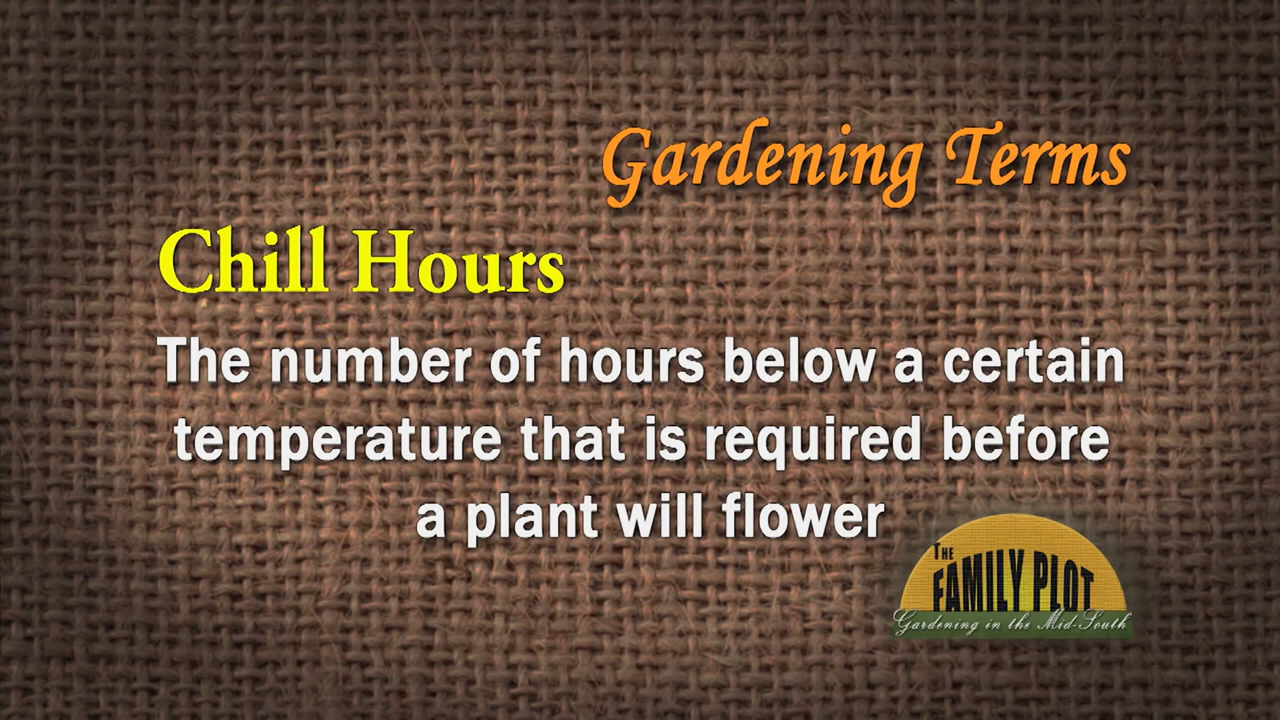 Gardening Terms
Chill Hours
The number of hours below a certain
temperature that is required before
a plant will flower
THE
FAMILY PLOT
Gardening in the Mid-South